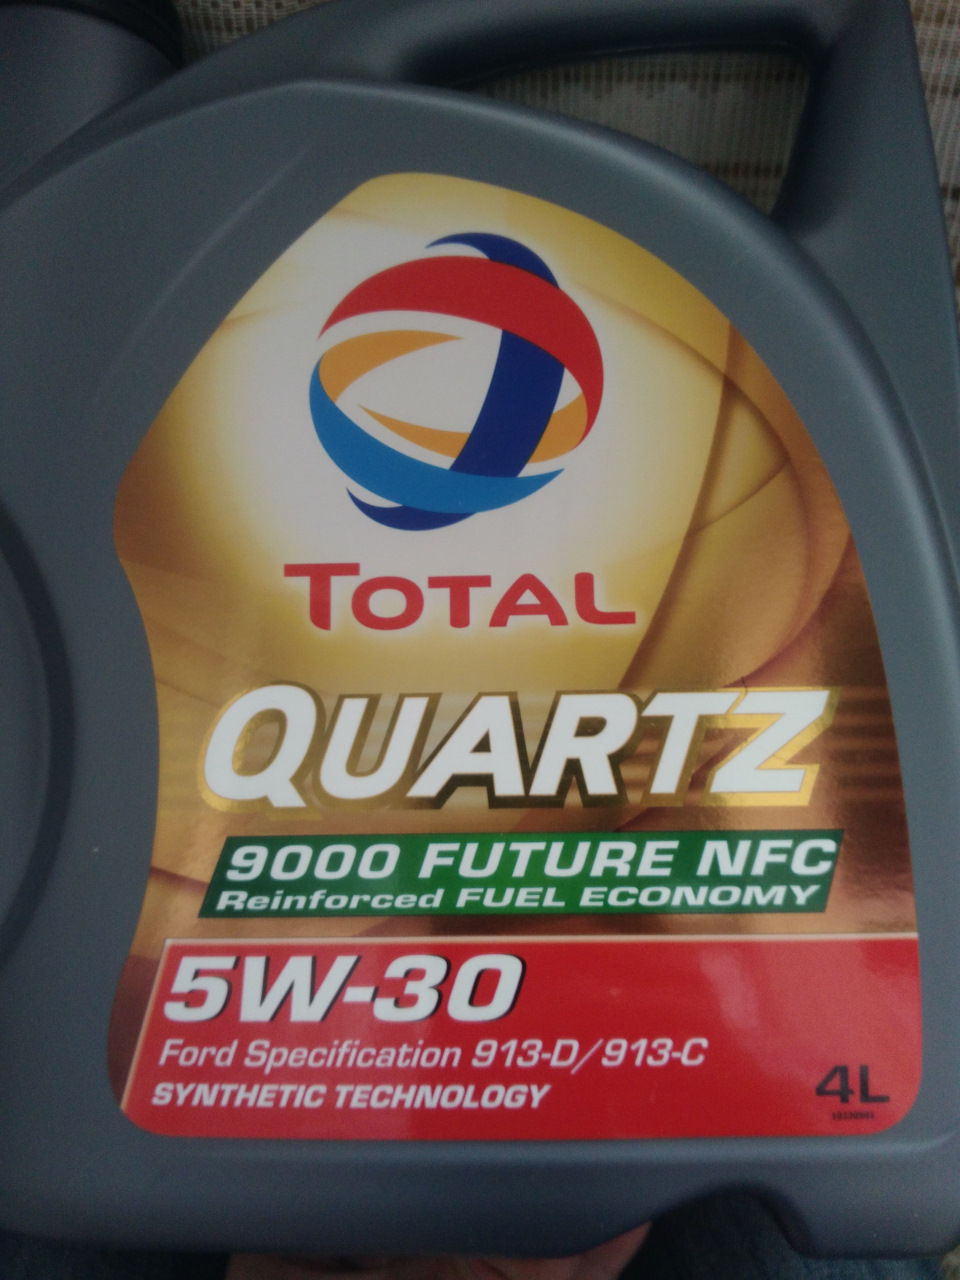 TOTAL
QUARTZ
9000 FUTURE NFC
Reinforced FUEL ECONOMY
5W-30
Ford Specification 913-D/913-C
SYNTHETIC TECHNOLOGY
4L